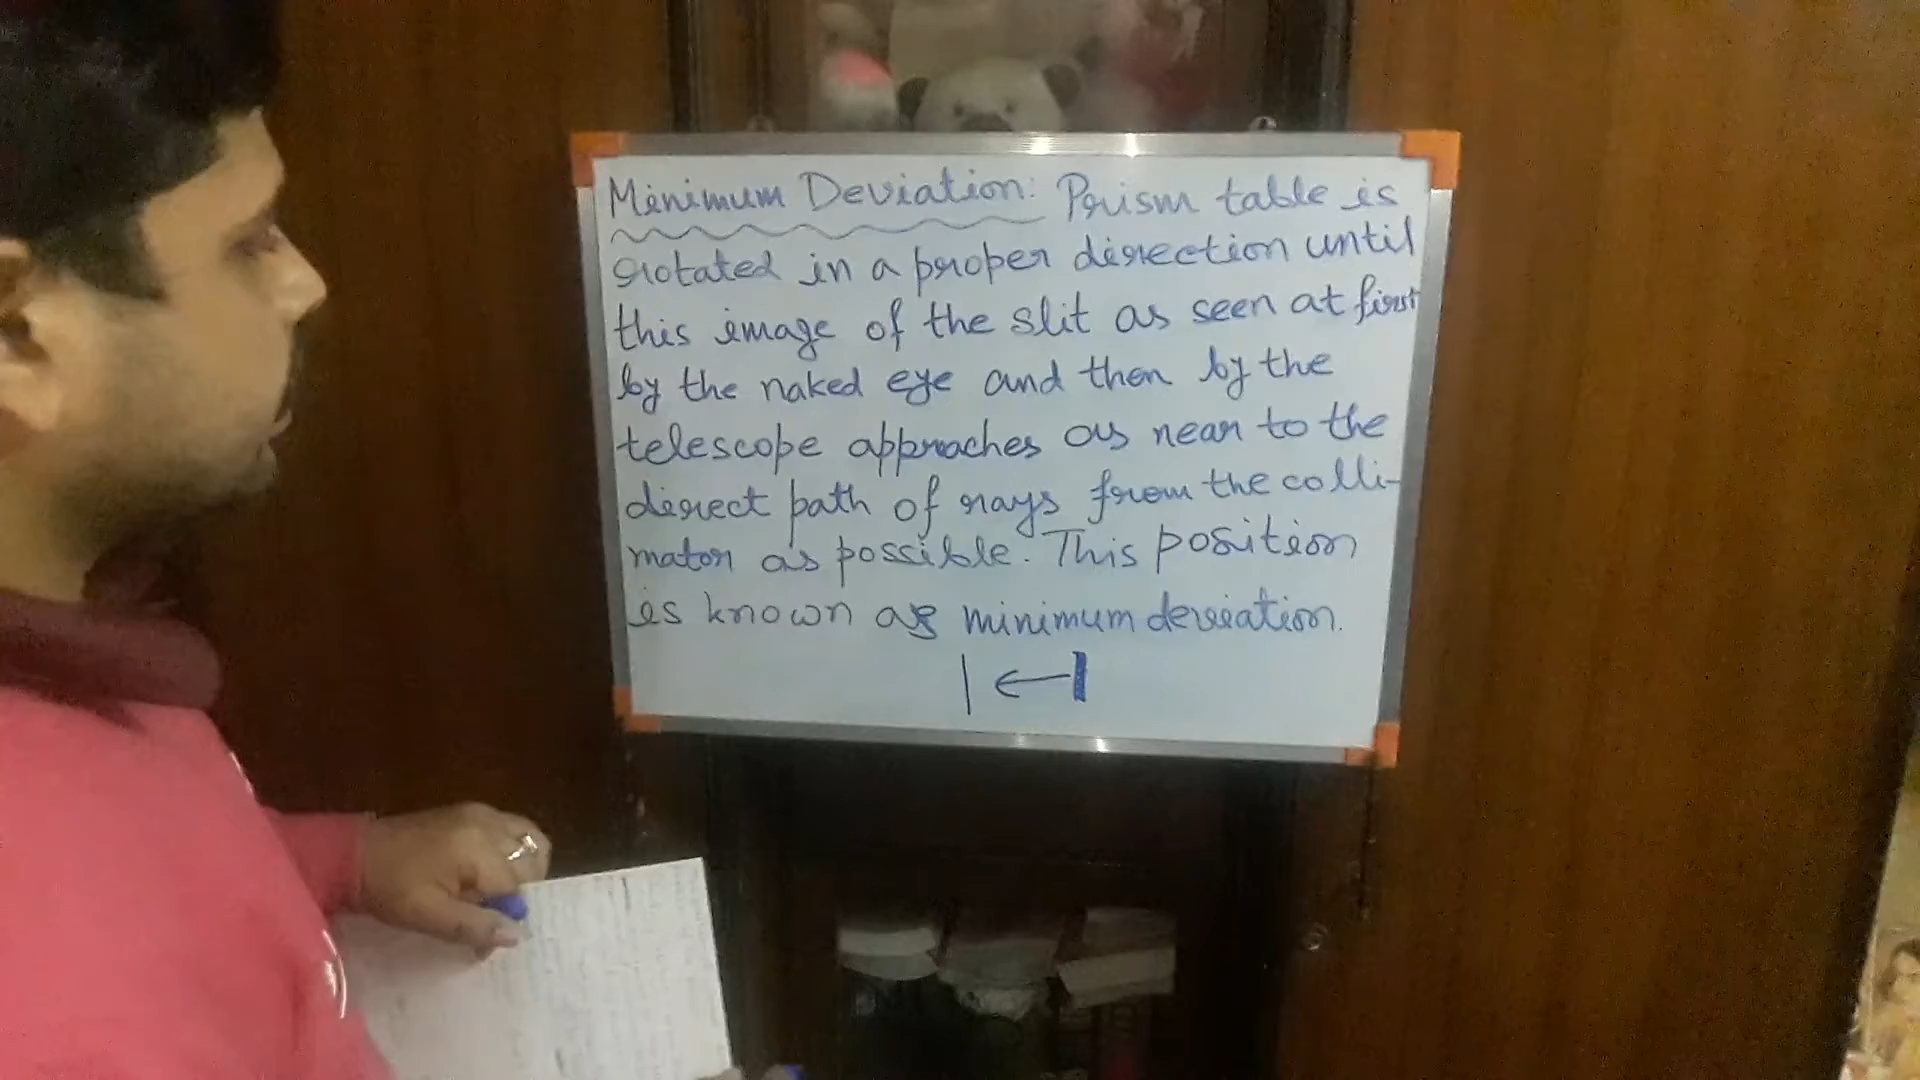 Minimum Deviation: Prism table is
rotated in a proper direction until
this image of the slit as seen at first
by the naked eye and then by the
telescope approaches as near to the
direct path of rays from the colli-
mator as possible. This position
is known as minimum deviation.